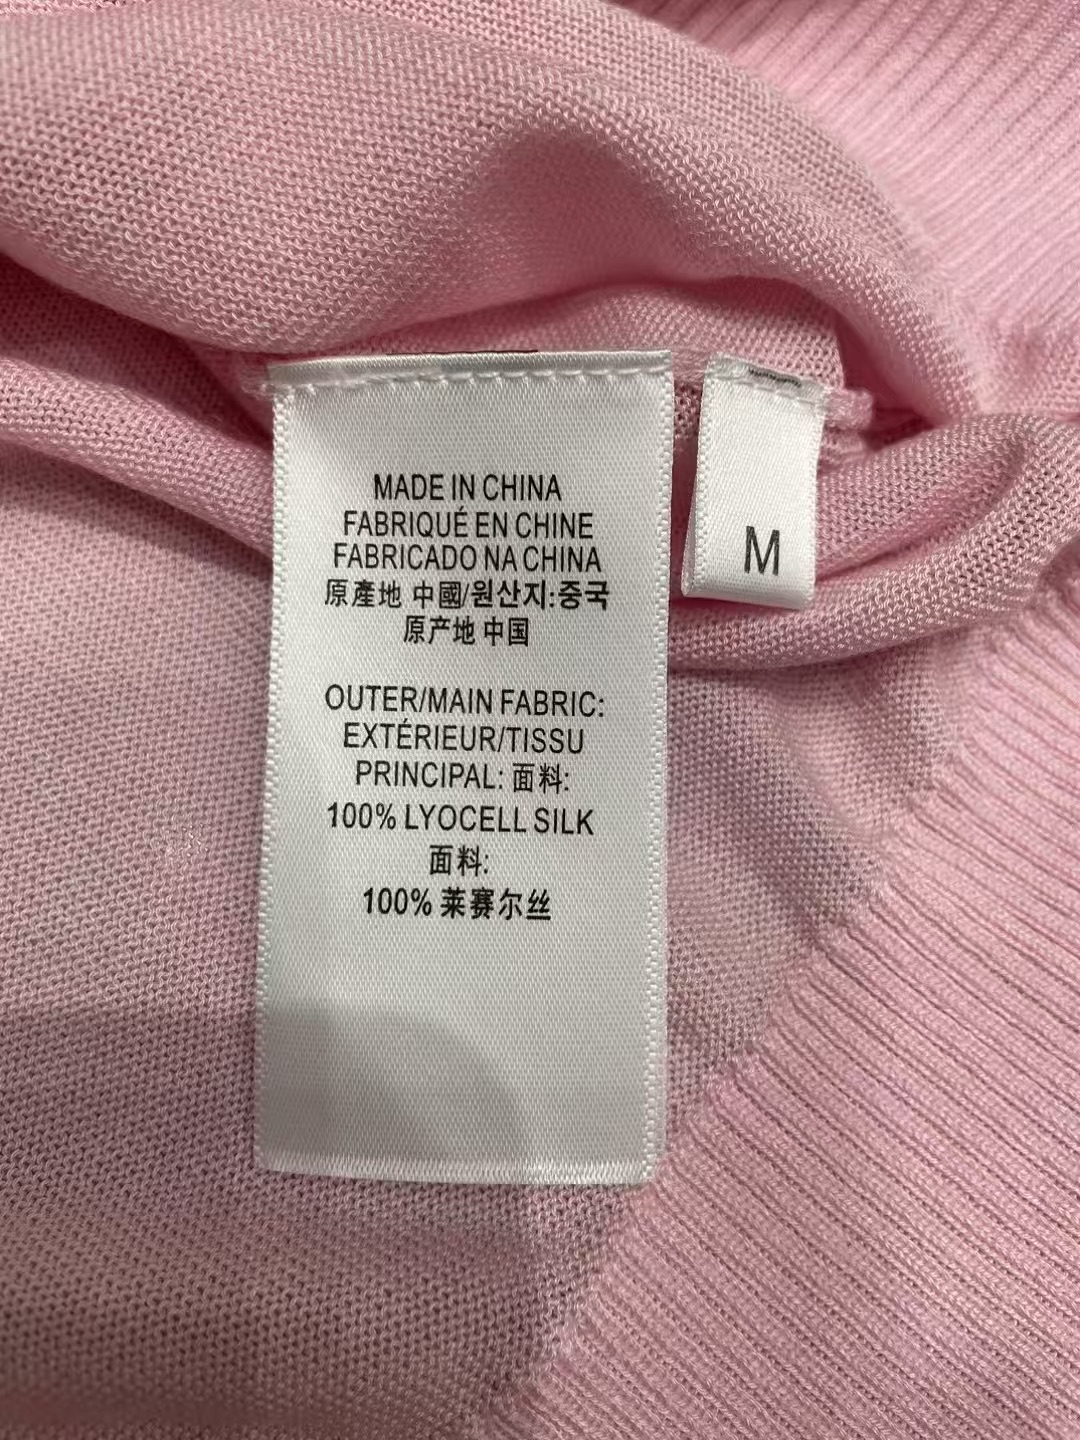 MADE IN CHINA
FABRIQUÉ EN CHINE
FABRICADO NA CHINA
原產地 中國/원산지:중국
原产地 中国
OUTER/MAIN FABRIC:
EXTÉRIEUR/TISSU
PRINCIPAL: 面料:
100% LYOCELL SILK
面料:
100% 莱赛尔丝
M